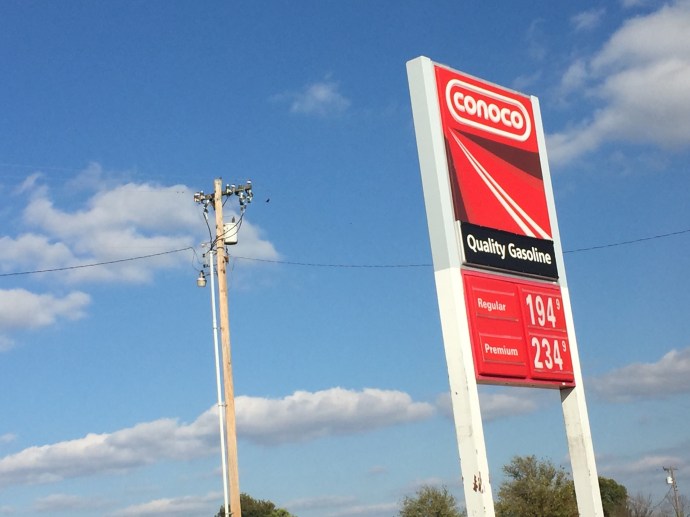 CONOCO
Quality Gasoline
Regular 194 9
Premium 234 9